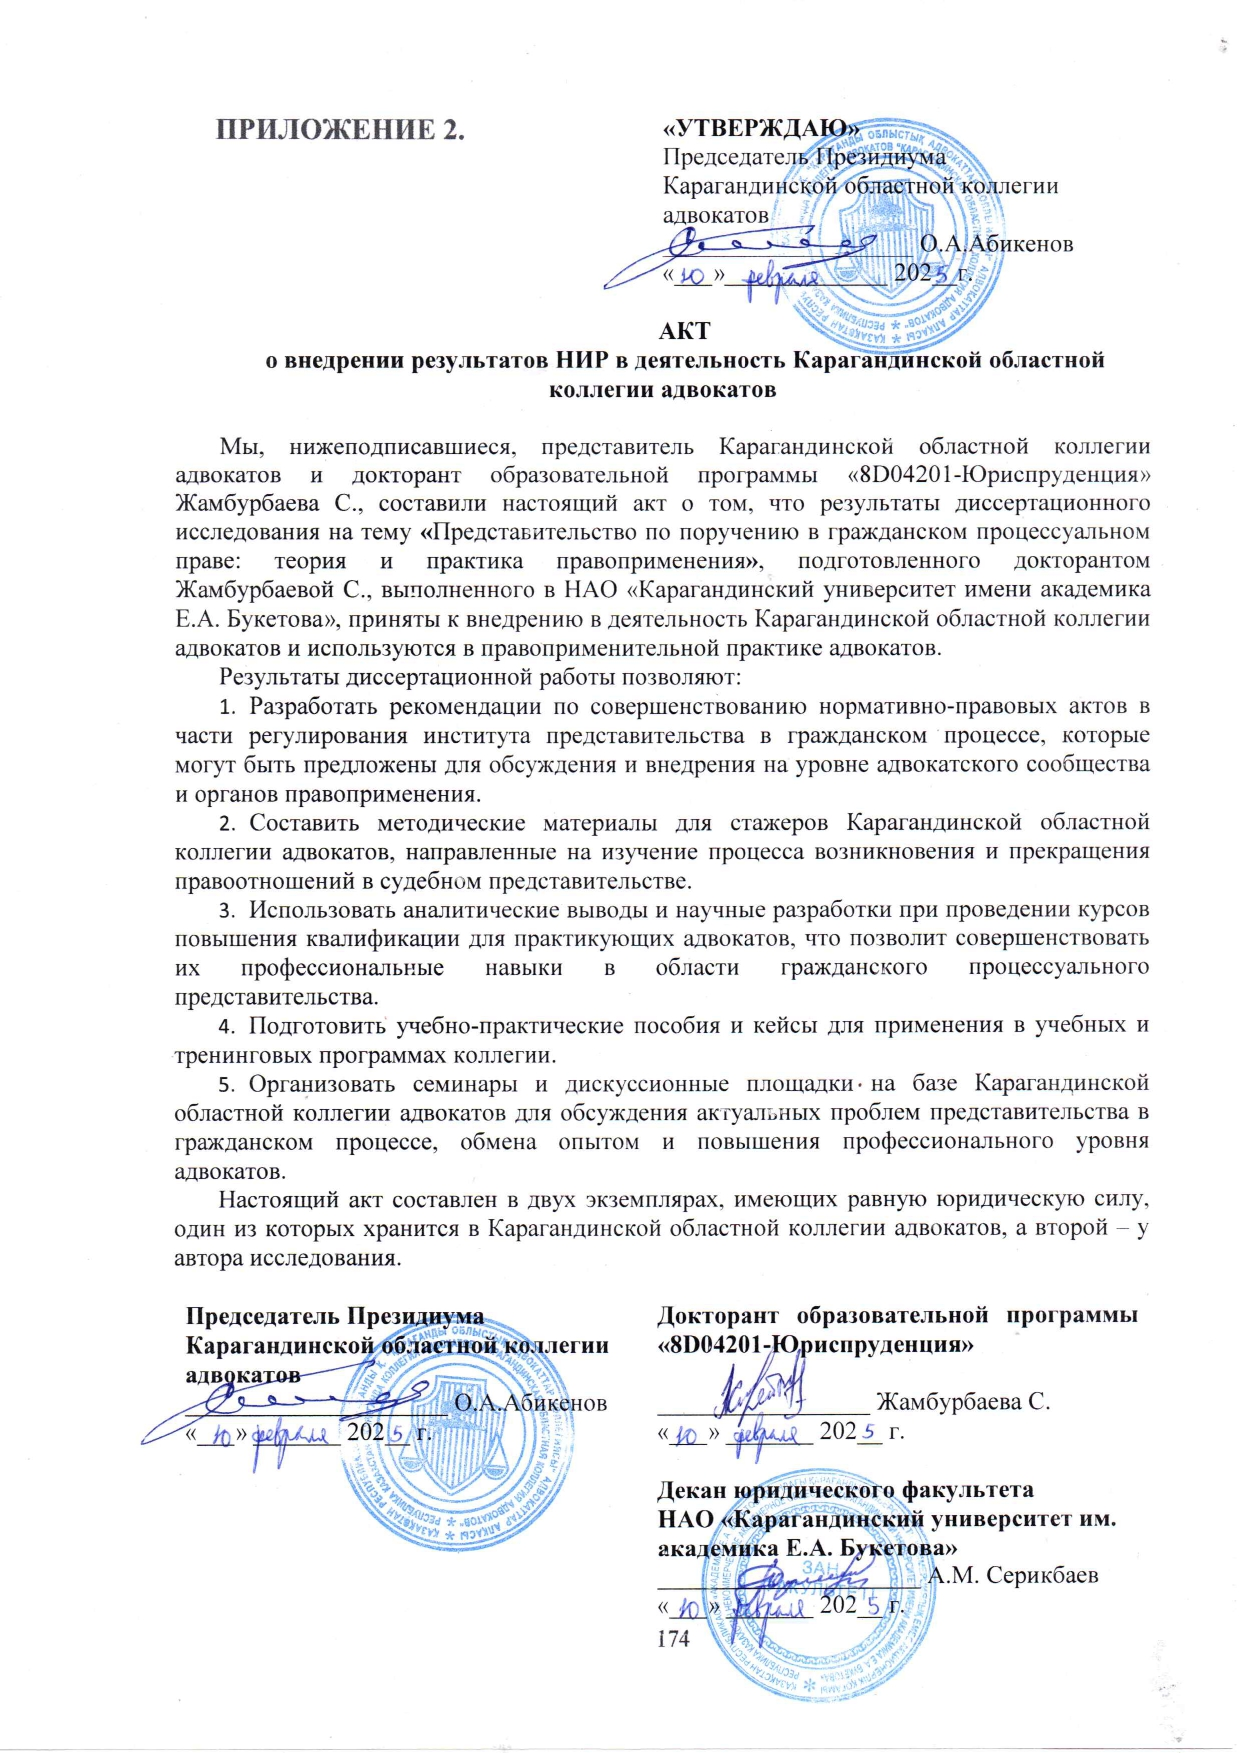 ПРИЛОЖЕНИЕ 2.
«УТВЕРЖДАЮ»
Председатель Президиума
Карагандинской областной коллегии
адвокатов
О.А.Абикенов
«10» февраля 2025 г.
АКТ
о внедрении результатов НИР в деятельность Карагандинской областной
коллегии адвокатов
Мы, нижеподписавшиеся, представитель Карагандинской областной коллегии
адвокатов и докторант образовательной программы «8D04201-Юриспруденция»
Жамбурбаева С., составили настоящий акт о том, что результаты диссертационного
исследования на тему «Представительство по поручению в гражданском процессуальном
праве: теория и практика правоприменения», подготовленного докторантом
Жамбурбаевой С., выполненного в НАО «Карагандинский университет имени академика
Е.А. Букетова», приняты к внедрению в деятельность Карагандинской областной коллегии
адвокатов и используются в правоприменительной практике адвокатов.
Результаты диссертационной работы позволяют:
1. Разработать рекомендации по совершенствованию нормативно-правовых актов в
части регулирования института представительства в гражданском процессе, которые
могут быть предложены для обсуждения и внедрения на уровне адвокатского сообщества
и органов правоприменения.
2. Составить методические материалы для стажеров Карагандинской областной
коллегии адвокатов, направленные на изучение процесса возникновения и прекращения
правоотношений в судебном представительстве.
3. Использовать аналитические выводы и научные разработки при проведении курсов
повышения квалификации для практикующих адвокатов, что позволит совершенствовать
их профессиональные навыки в области гражданского процессуального
представительства.
4. Подготовить учебно-практические пособия и кейсы для применения в учебных и
тренинговых программах коллегии.
5. Организовать семинары и дискуссионные площадки на базе Карагандинской
областной коллегии адвокатов для обсуждения актуальных проблем представительства в
гражданском процессе, обмена опытом и повышения профессионального уровня
адвокатов.
Настоящий акт составлен в двух экземплярах, имеющих равную юридическую силу,
один из которых хранится в Карагандинской областной коллегии адвокатов, а второй – у
автора исследования.
Председатель Президиума
Карагандинской областной коллегии
адвокатов
О.А.Абикенов
«10» февраля 2025 г.
Докторант образовательной программы
«8D04201-Юриспруденция»
Жамбурбаева С.
«10» февраля 2025 г.
Декан юридического факультета
НАО «Карагандинский университет им.
академика Е.А. Букетова»
А.М. Серикбаев
«10» февраля 2025 г.
174